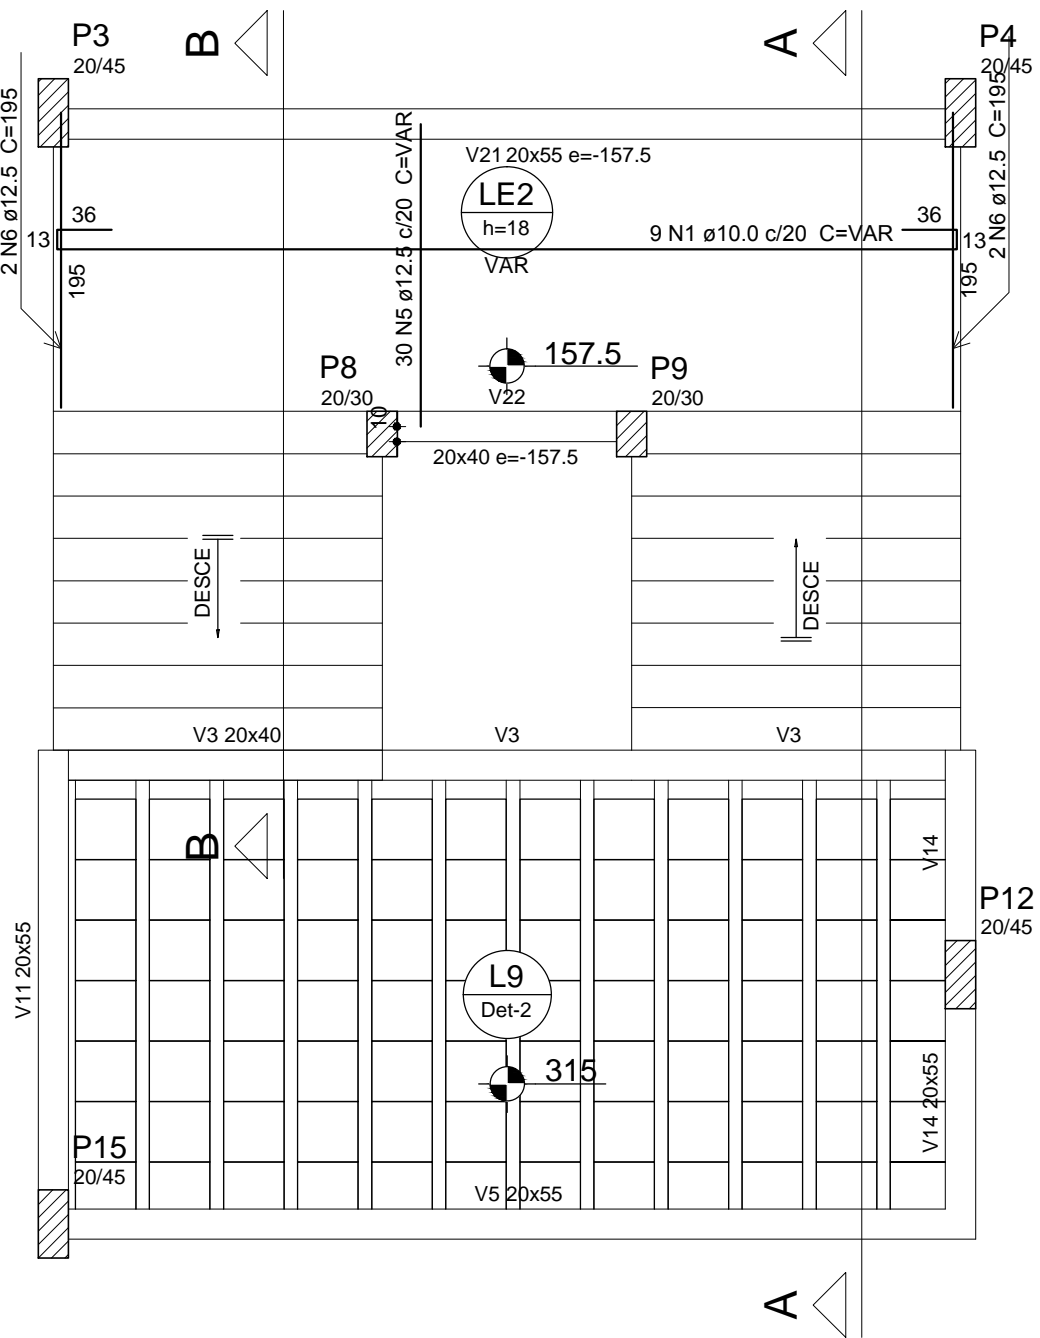 P3
20/45
B
A
P4
20/45
2 N6 ø12.5 C=195
2 N6 ø12.5 C=195
V21 20x55 e=-157.5
30 N5 ø12.5 c/20 C=VAR
LE2
h=18
VAR
36
13
195
9 N1 ø10.0 c/20 C=VAR
36
13
195
157.5
P8
20/30
10
V22
P9
20/30
20x40 e=-157.5
DESCE
DESCE
V3 20x40
V3
V3
B
V14
V11 20x55
P12
20/45
L9
Det-2
315
V14 20x55
P15
20/45
V5 20x55
A